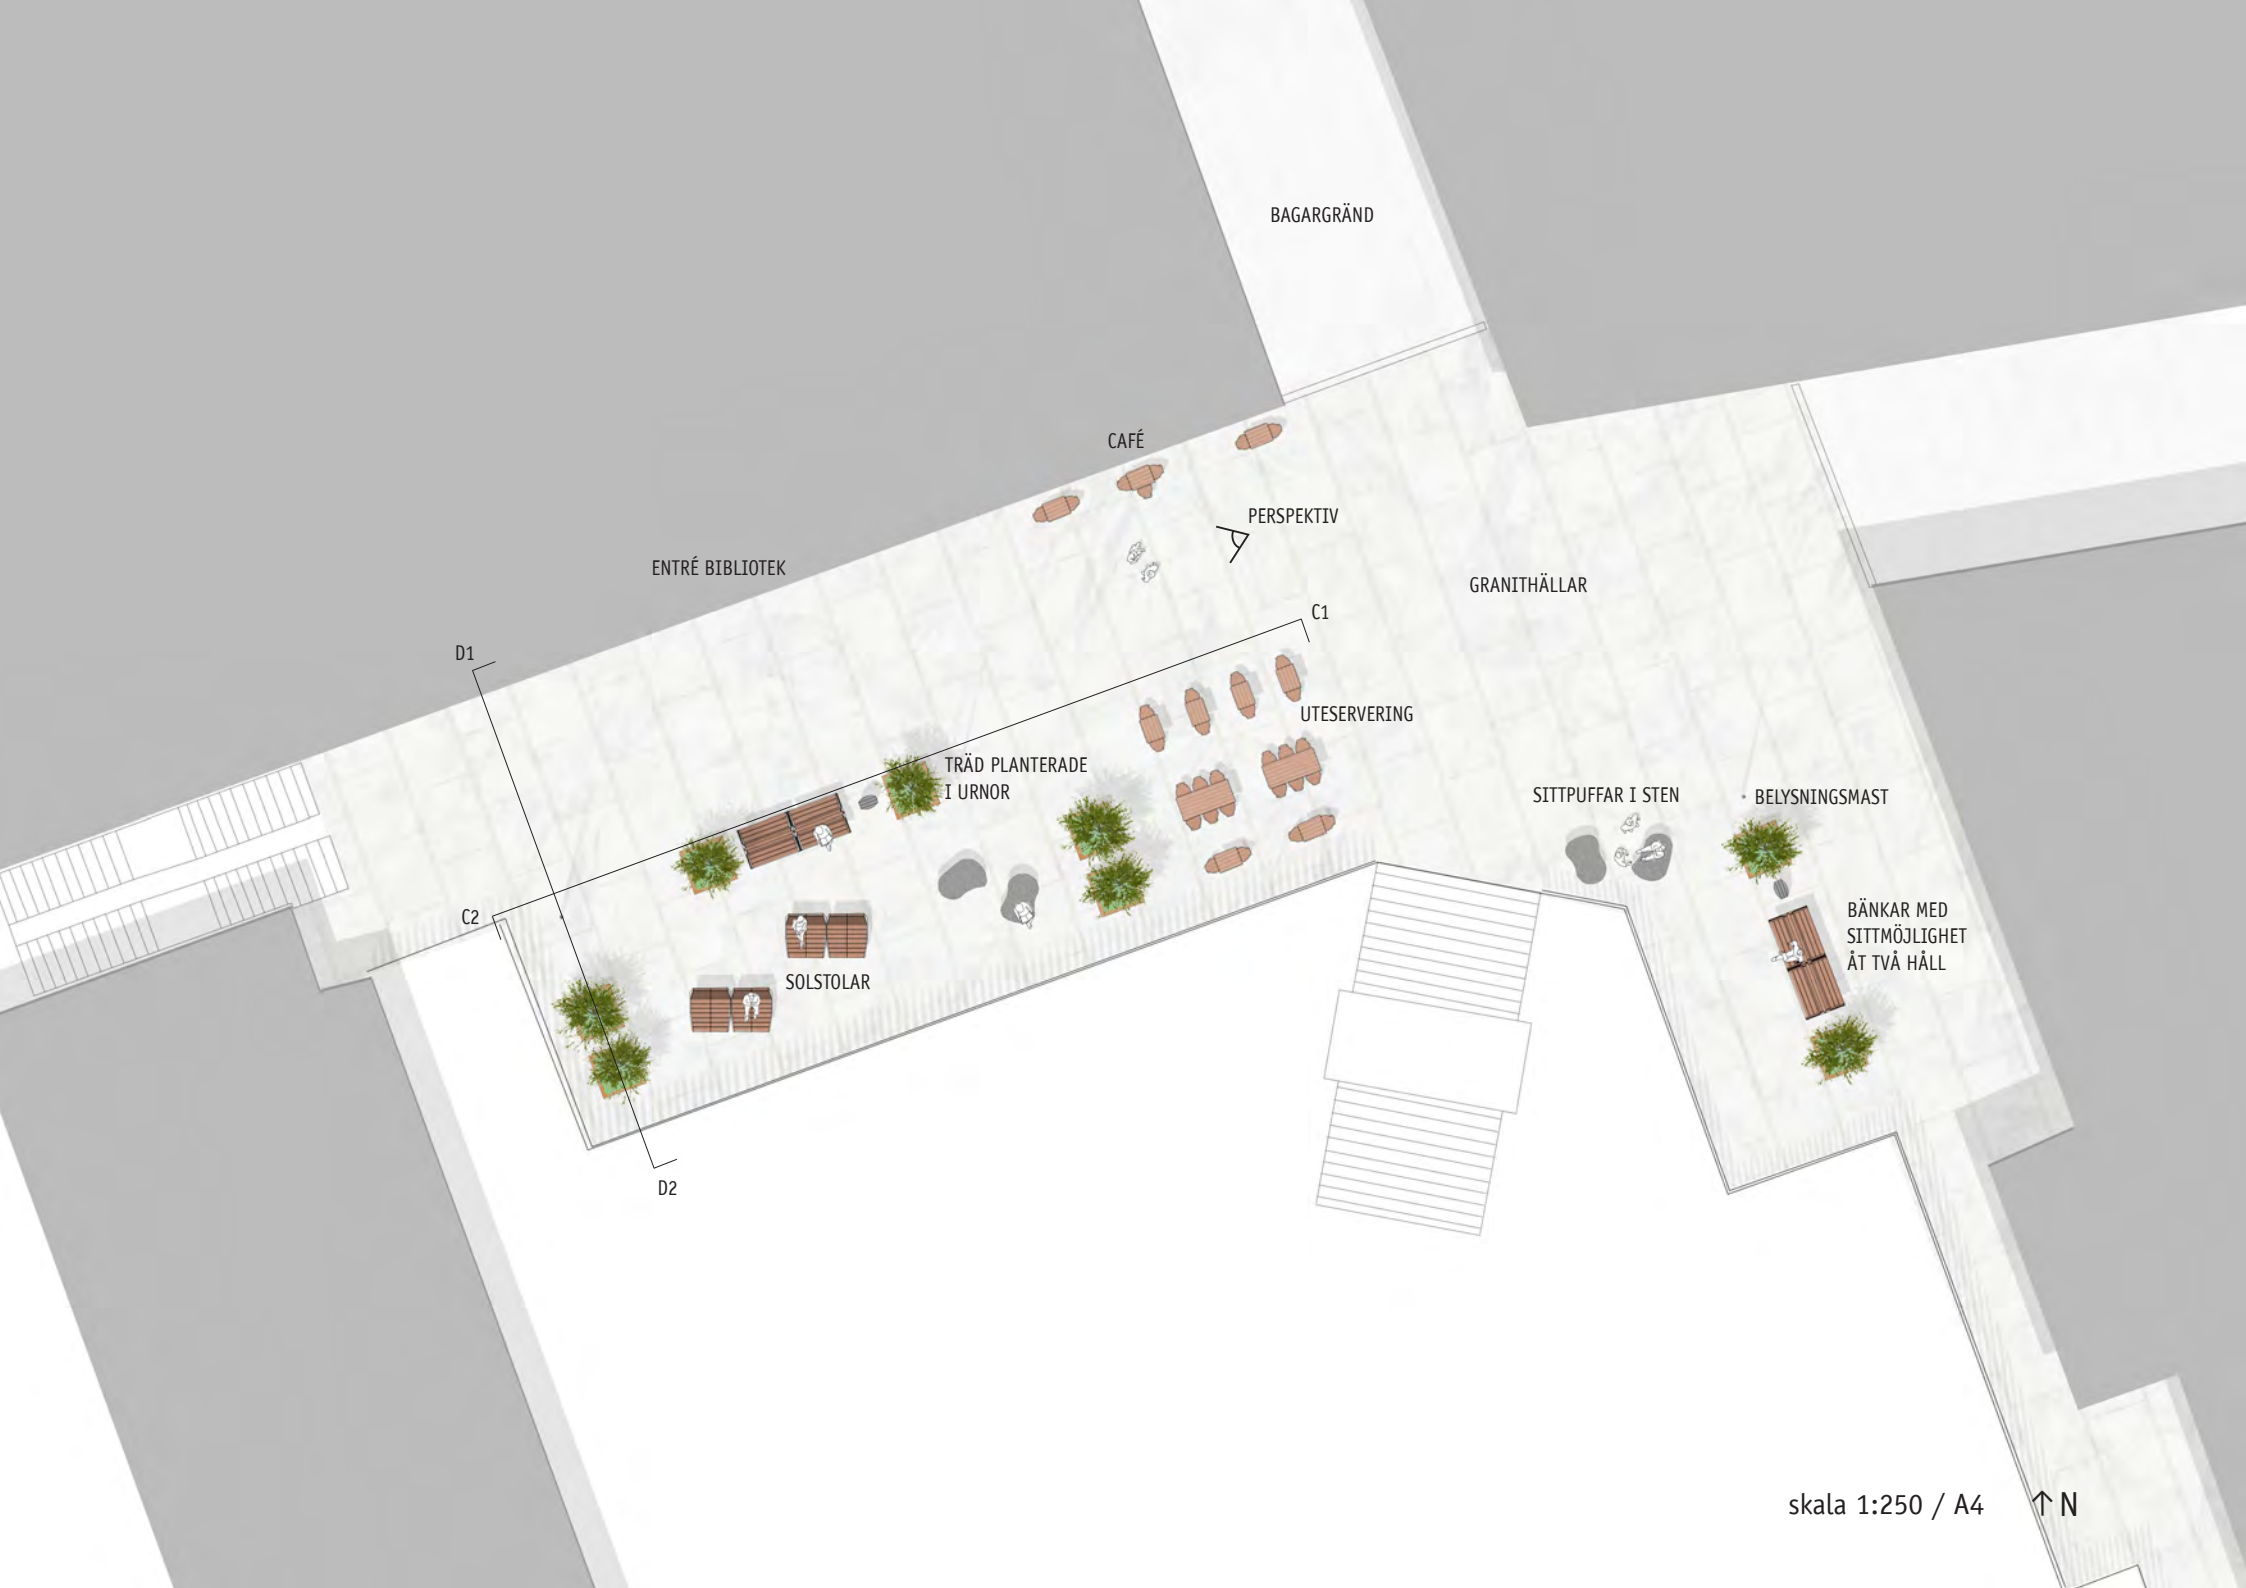 BAGARGRÄND
CAFÉ
PERSPEKTIV
ENTRÉ BIBLIOTEK
GRANITHÄLLAR
C1
D1
UTESERVERING
TRÄD PLANTERADE
I URNOR
SITTPUFFAR I STEN
BELYSNINGSMAST
C2
BÄNKAR MED
SITTMÖJLIGHET
ÅT TVÅ HÅLL
SOLSTOLAR
D2
skala 1:250 / A4
↑ N